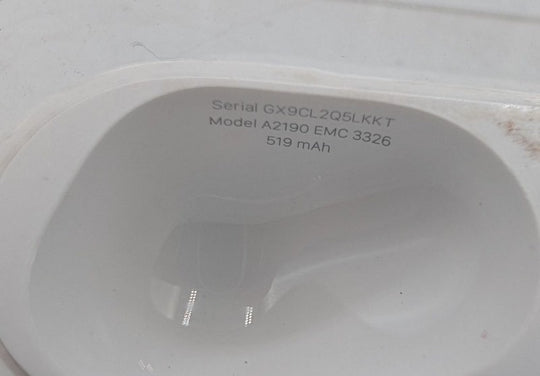 Serial GX9CL2Q5LKKT
Model A2190 EMC 3326
519 mAh